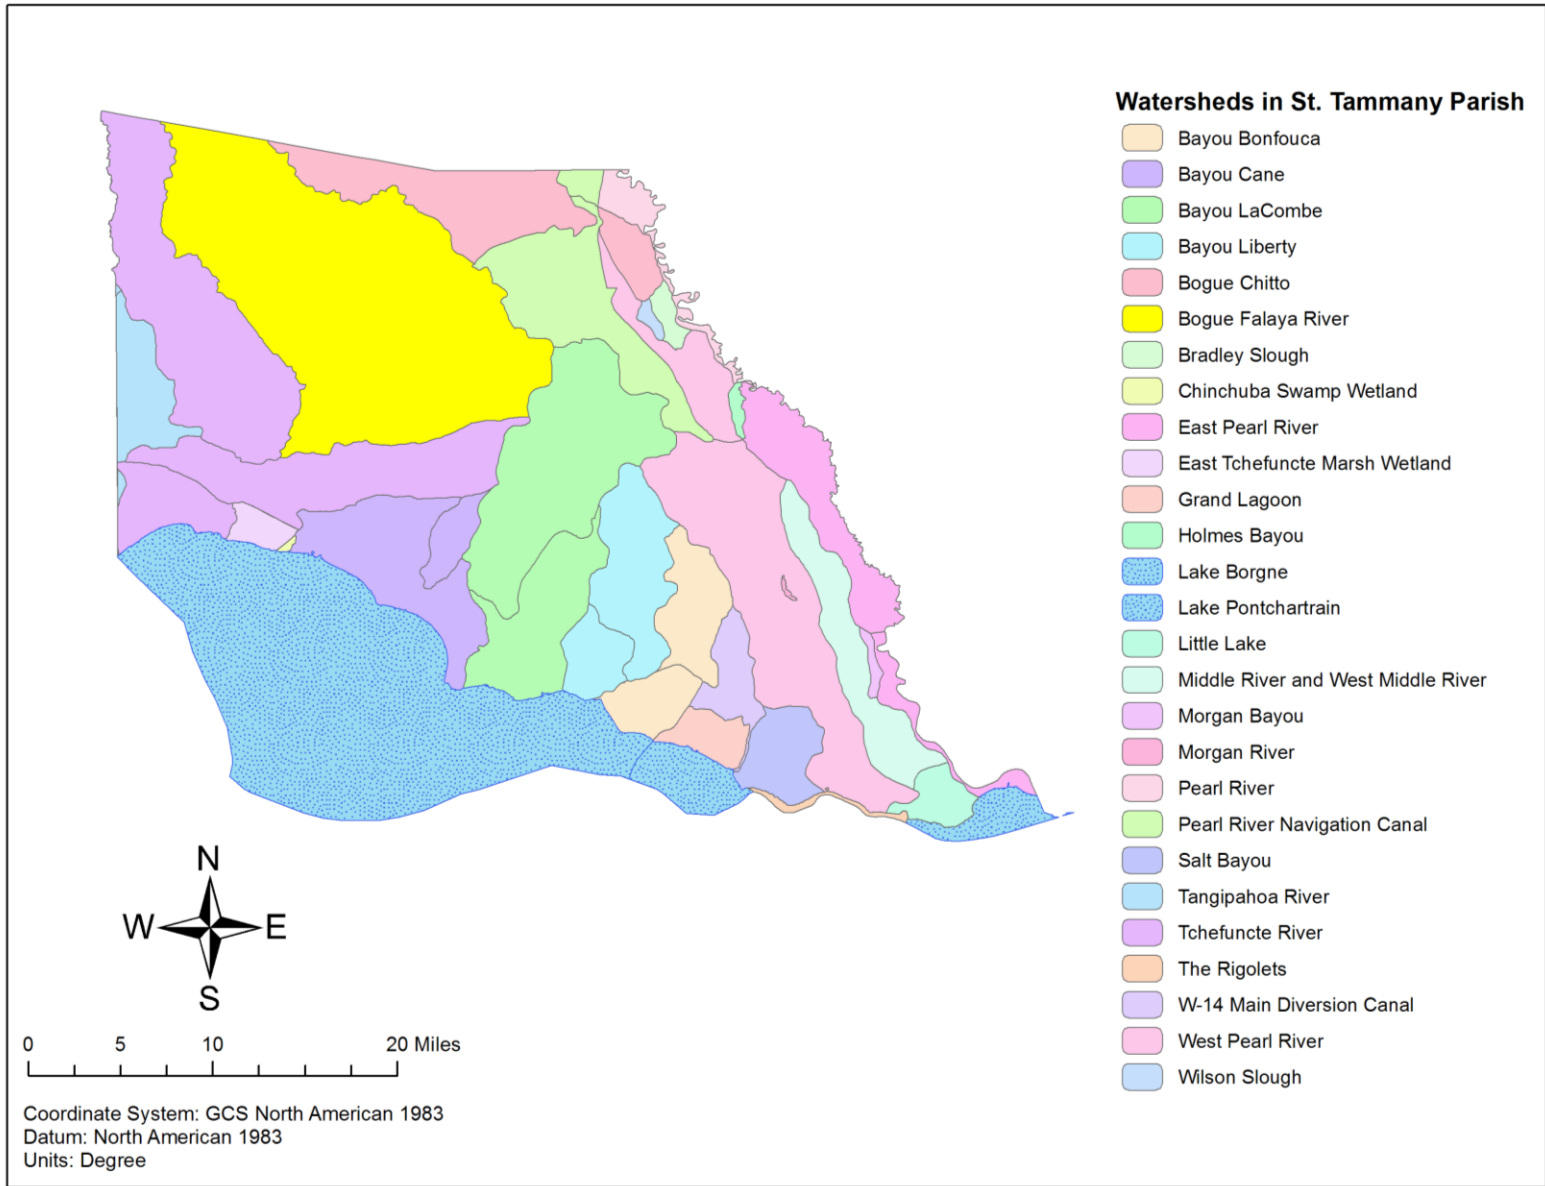 Watersheds in St. Tammany Parish
Bayou Bonfouca
Bayou Cane
Bayou LaCombe
Bayou Liberty
Bogue Chitto
Bogue Falaya River
Bradley Slough
Chinchuba Swamp Wetland
East Pearl River
East Tchefuncte Marsh Wetland
Grand Lagoon
Holmes Bayou
Lake Borgne
Lake Pontchartrain
Little Lake
Middle River and West Middle River
Morgan Bayou
Morgan River
Pearl River
Pearl River Navigation Canal
Salt Bayou
Tangipahoa River
Tchefuncte River
The Rigolets
W-14 Main Diversion Canal
West Pearl River
Wilson Slough
N
W E
S
0 5 10 20 Miles
Coordinate System: GCS North American 1983
Datum: North American 1983
Units: Degree